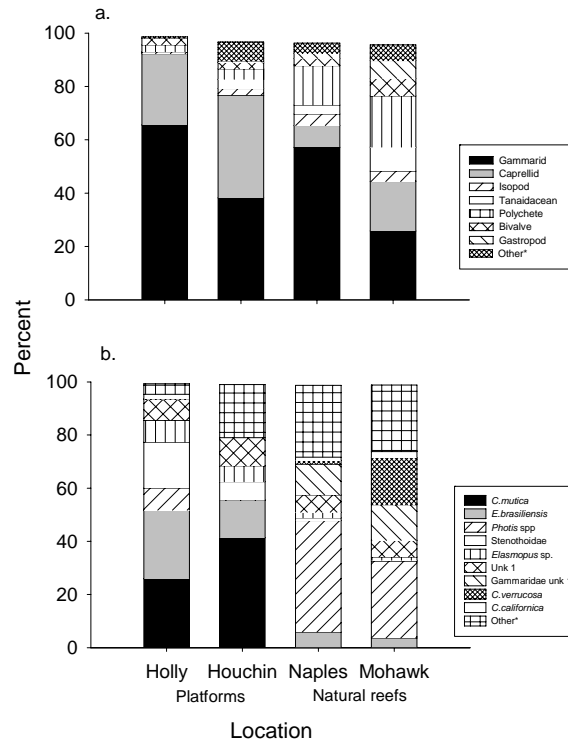 a.
100
80
60
40
20
0
Gammarid
Caprellid
Isopod
Tanaidacean
Polychete
Bivalve
Gastropod
Other*
Percent
b.
100
80
60
40
20
0
C.mutica
E.brasiliensis
Photis spp
Stenothoidae
Elasmopus sp.
Unk 1
Gammaridae unk 1
C.verrucosa
C.californica
Other*
Holly Houchin Naples Mohawk
Platforms Natural reefs
Location